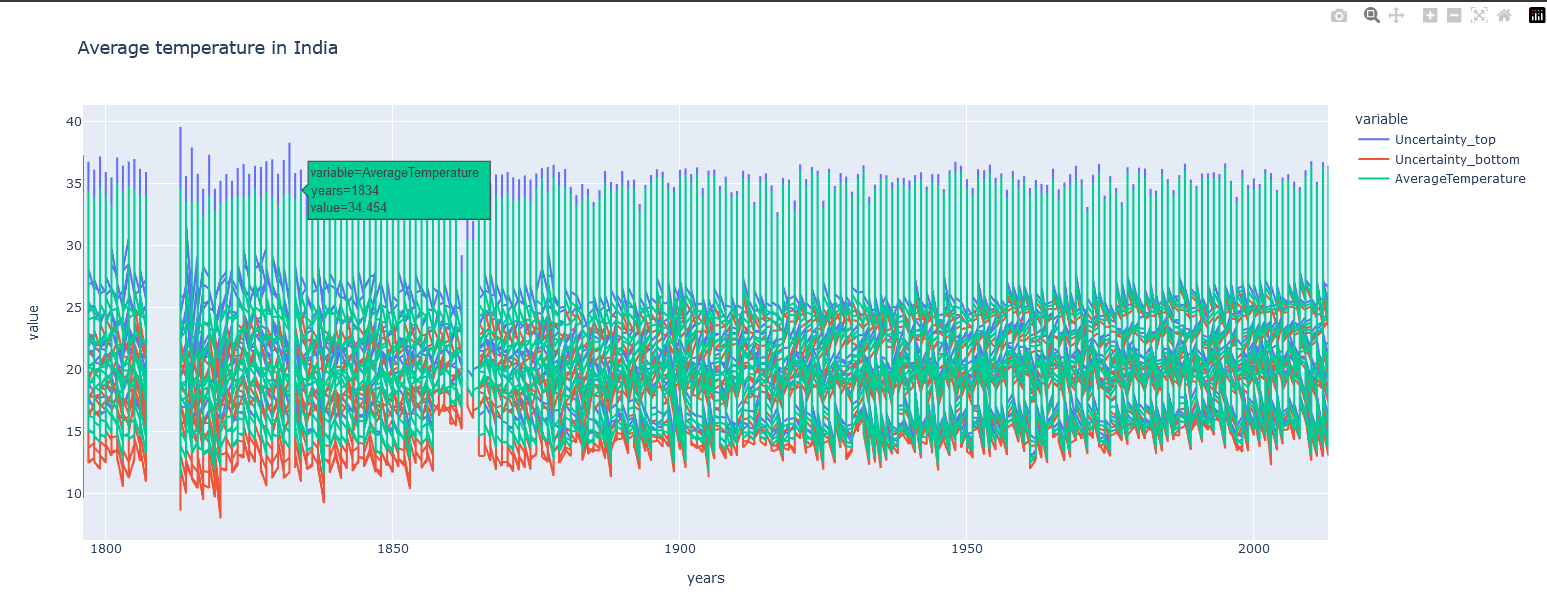 Average temperature in India
40
35
30
25
20
15
10
value
1800
1850
1900
1950
2000
years
variable=AverageTemperature
years=1834
value=34.454
variable
Uncertainty_top
Uncertainty_bottom
AverageTemperature